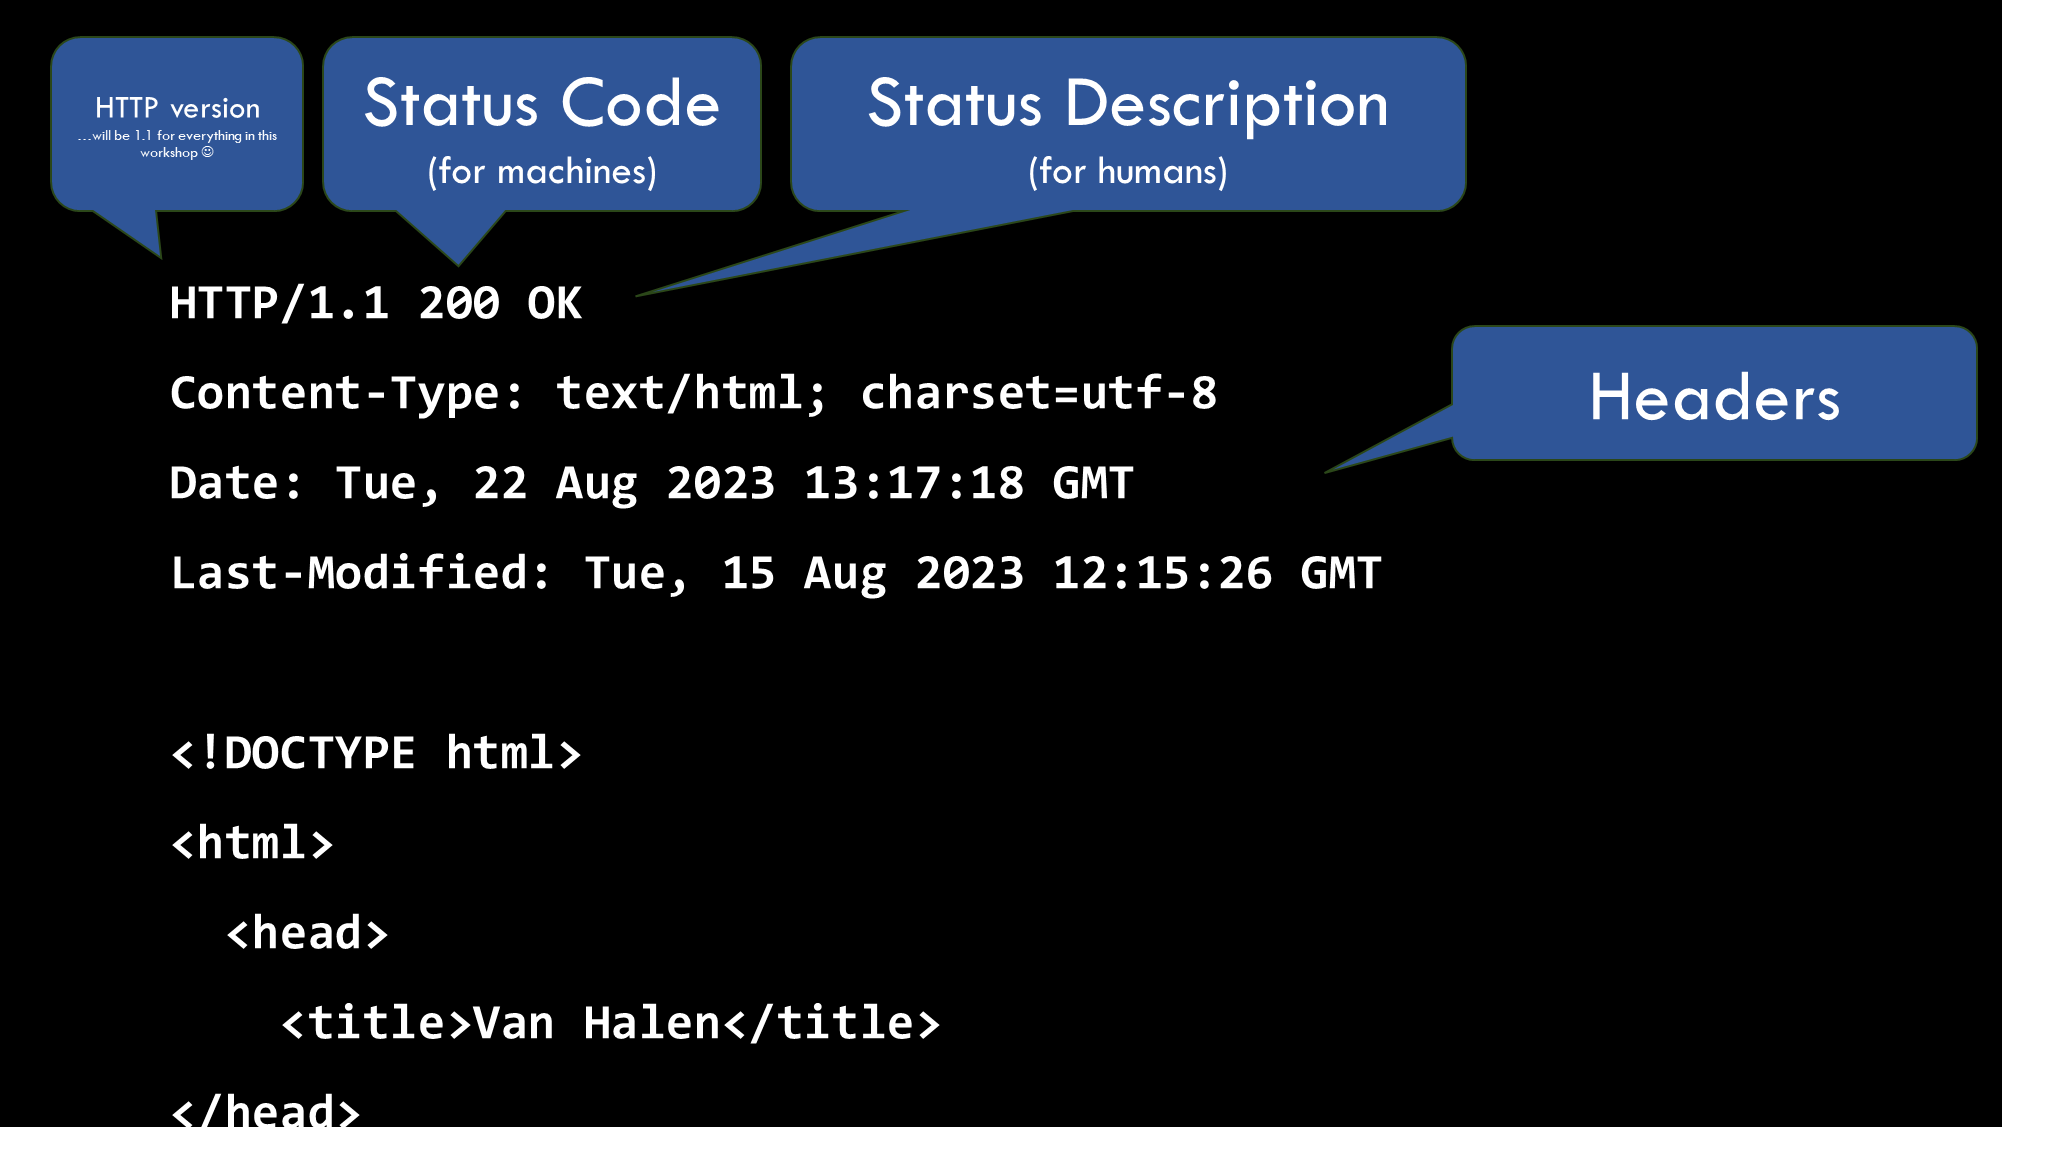 HTTP version
...will be 1.1 for everything in this
workshop ☺
Status Code
(for machines)
Status Description
(for humans)
HTTP/1.1 200 OK
Headers
Content-Type: text/html; charset=utf-8
Date: Tue, 22 Aug 2023 13:17:18 GMT
Last-Modified: Tue, 15 Aug 2023 12:15:26 GMT
<!DOCTYPE html>
<html>
  <head>
    <title>Van Halen</title>
</head>